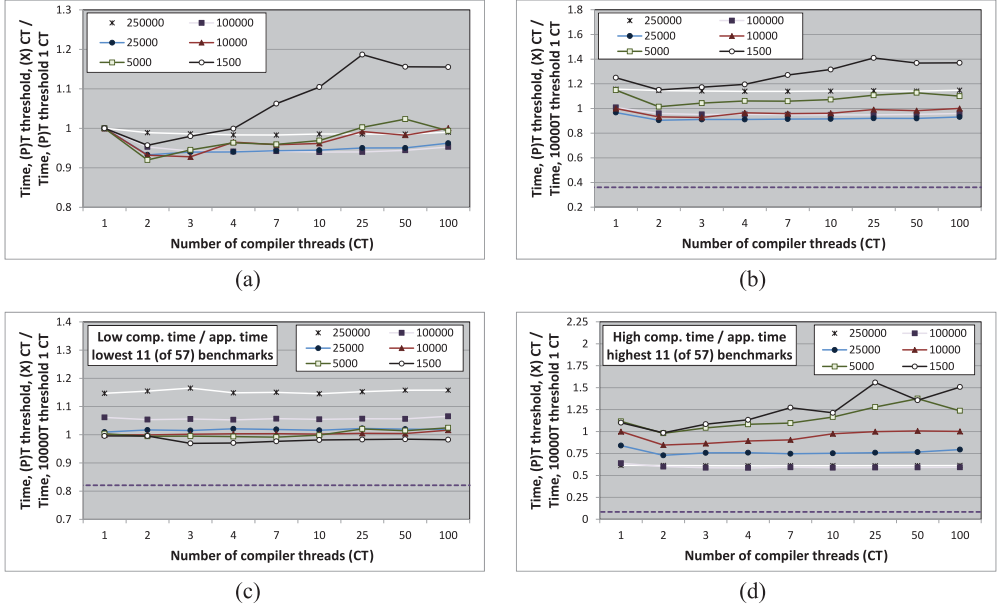 Time, (P)T threshold, (X) CT /
Time, (P)T threshold 1 CT
1.3
1.2
1.1
1
0.9
0.8
250000
100000
25000
10000
5000
1500
1 2 3 4 7 10 25 50 100
Number of compiler threads (CT)
(a)
Time, (P)T threshold, (X) CT /
Time, 10000T threshold 1 CT
1.8
1.6
1.4
1.2
1
0.8
0.6
0.4
0.2
250000
100000
25000
10000
5000
1500
1 2 3 4 7 10 25 50 100
Number of compiler threads (CT)
(b)
Time, (P)T threshold, (X) CT /
Time, 10000T threshold 1 CT
1.4
1.3
1.2
1.1
1
0.9
0.8
0.7
Low comp. time / app. time
lowest 11 (of 57) benchmarks
250000
100000
25000
10000
5000
1500
1 2 3 4 7 10 25 50 100
Number of compiler threads (CT)
(c)
Time, (P)T threshold, (X) CT /
Time, 10000T threshold 1 CT
2.25
2
1.75
1.5
1.25
1
0.75
0.5
0.25
0
High comp. time / app. time
highest 11 (of 57) benchmarks
250000
100000
25000
10000
5000
1500
1 2 3 4 7 10 25 50 100
Number of compiler threads (CT)
(d)